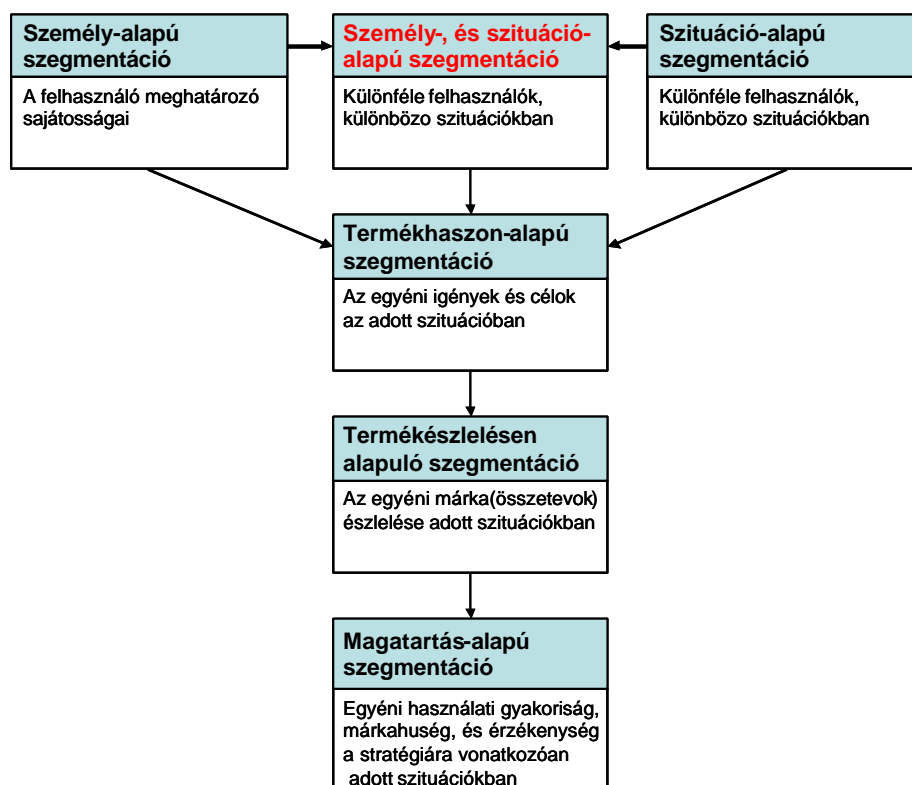 Személy-alapú
szegmentáció
A felhasználó meghatározó
sajátosságai
Személy-, és szituáció-
alapú szegmentáció
Különféle felhasználók,
különbözo szituációkban
Szituáció-alapú
szegmentáció
Különféle felhasználók,
különbözo szituációkban
Termékhaszon-alapú
szegmentáció
Az egyéni igények és célok
az adott szituációban
Termékészlelésen
alapuló szegmentáció
Az egyéni márka(összetevok)
észlelése adott szituációkban
Magatartás-alapú
szegmentáció
Egyéni használati gyakoriság,
márkahuség, és érzékenység
a stratégiára vonatkozóan
adott szituációkban